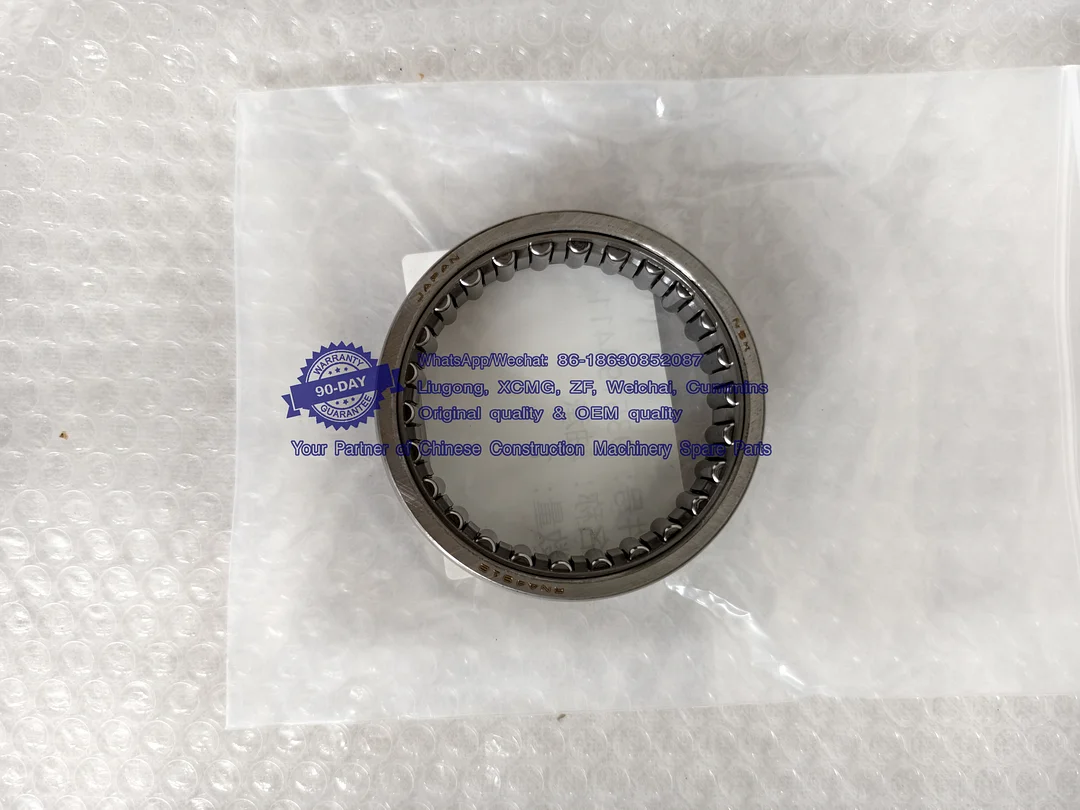 JAPAN
NSK
WARRANTY
90-DAY
GUARANTEE
WhatsApp/Wechat: 86-18630852087
Liugong, XCMG, ZF, Weichai, Cummins
Original quality & OEM quality
Your Partner of Chinese Construction Machinery Spare Parts